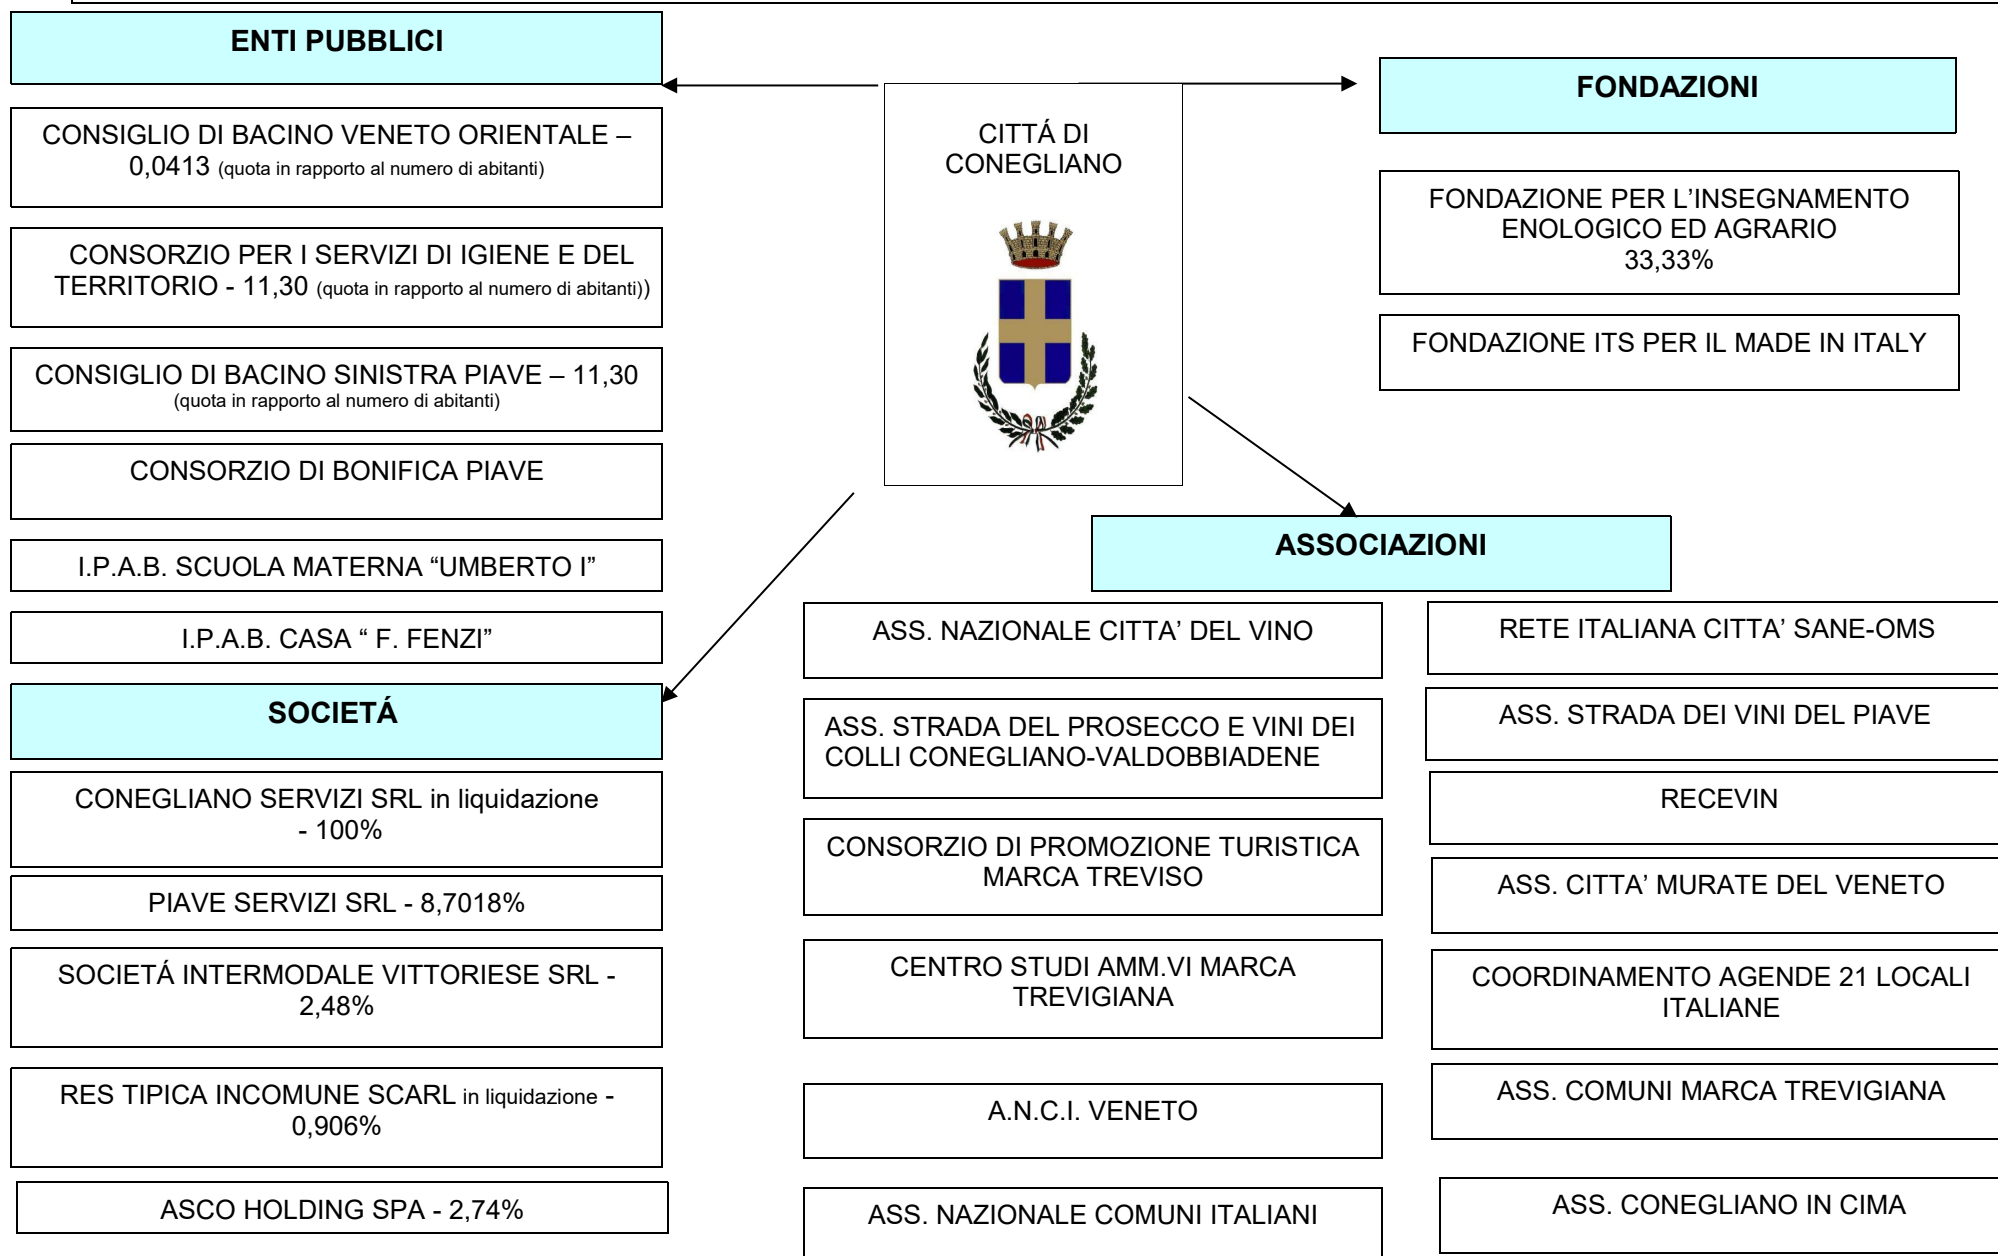 ENTI PUBBLICI
CONSIGLIO DI BACINO VENETO ORIENTALE –
0,0413 (quota in rapporto al numero di abitanti)
CONSORZIO PER I SERVIZI DI IGIENE E DEL
TERRITORIO - 11,30 (quota in rapporto al numero di abitanti))
CONSIGLIO DI BACINO SINISTRA PIAVE – 11,30
(quota in rapporto al numero di abitanti)
CONSORZIO DI BONIFICA PIAVE
I.P.A.B. SCUOLA MATERNA “UMBERTO I”
I.P.A.B. CASA “ F. FENZI”
SOCIETÁ
CONEGLIANO SERVIZI SRL in liquidazione
- 100%
PIAVE SERVIZI SRL - 8,7018%
SOCIETÁ INTERMODALE VITTORIESE SRL -
2,48%
RES TIPICA INCOMUNE SCARL in liquidazione -
0,906%
ASCO HOLDING SPA - 2,74%
CITTÁ DI
CONEGLIANO
FONDAZIONI
FONDAZIONE PER L’INSEGNAMENTO
ENOLOGICO ED AGRARIO
33,33%
FONDAZIONE ITS PER IL MADE IN ITALY
ASSOCIAZIONI
ASS. NAZIONALE CITTA’ DEL VINO
ASS. STRADA DEL PROSECCO E VINI DEI
COLLI CONEGLIANO-VALDOBBIADENE
CONSORZIO DI PROMOZIONE TURISTICA
MARCA TREVISO
CENTRO STUDI AMM.VI MARCA
TREVIGIANA
A.N.C.I. VENETO
ASS. NAZIONALE COMUNI ITALIANI
RETE ITALIANA CITTA’ SANE-OMS
ASS. STRADA DEI VINI DEL PIAVE
RECEVIN
ASS. CITTA’ MURATE DEL VENETO
COORDINAMENTO AGENDE 21 LOCALI
ITALIANE
ASS. COMUNI MARCA TREVIGIANA
ASS. CONEGLIANO IN CIMA